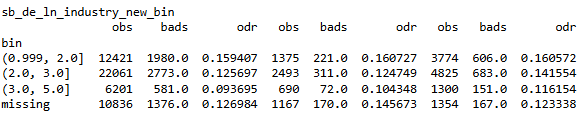 sb_de_ln_industry_new_bin
obs bads odr obs bads odr obs bads odr
bin
(0.999, 2.0] 12421 1980.0 0.159407 1375 221.0 0.160727 3774 606.0 0.160572
(2.0, 3.0] 22061 2773.0 0.125697 2493 311.0 0.124749 4825 683.0 0.141554
(3.0, 5.0] 6201 581.0 0.093695 690 72.0 0.104348 1300 151.0 0.116154
missing 10836 1376.0 0.126984 1167 170.0 0.145673 1354 167.0 0.123338